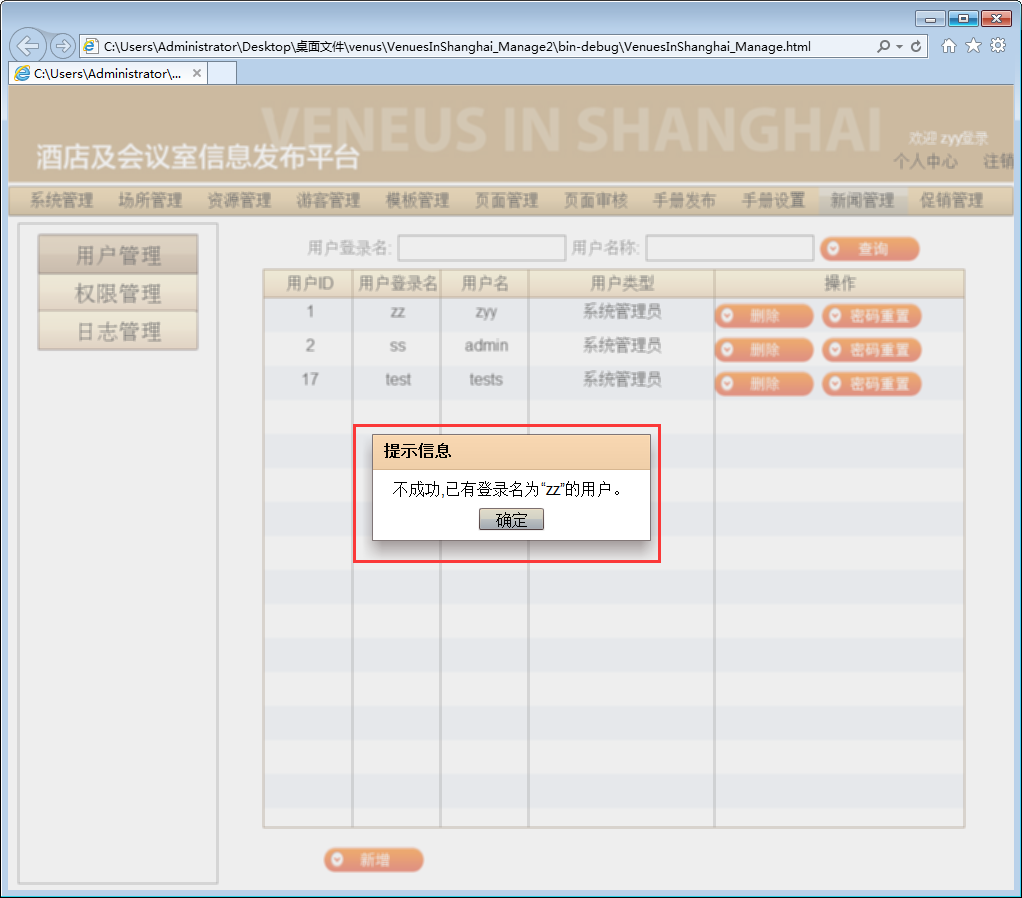 C:\Users\Administrator\Desktop\桌面文件\venus\VenuesInShanghai_Manage2\bin-debug\VenuesInShanghai_Manage.html
C:\Users\Administrator\...
VENEUS IN SHANGHAI
欢迎 zyy登录
酒店及会议室信息发布平台
个人中心 注销
系统管理 场所管理 资源管理 游客管理 模板管理 页面管理 页面审核 手册发布 手册设置 新闻管理 促销管理
用户管理
权限管理
日志管理
用户登录名: 用户名称: 查询
用户ID 用户登录名 用户名 用户类型 操作
1 zz zyy 系统管理员 删除 密码重置
2 ss admin 系统管理员 删除 密码重置
17 test tests 系统管理员 删除 密码重置
提示信息
不成功,已有登录名为“zz”的用户。
确定
新增